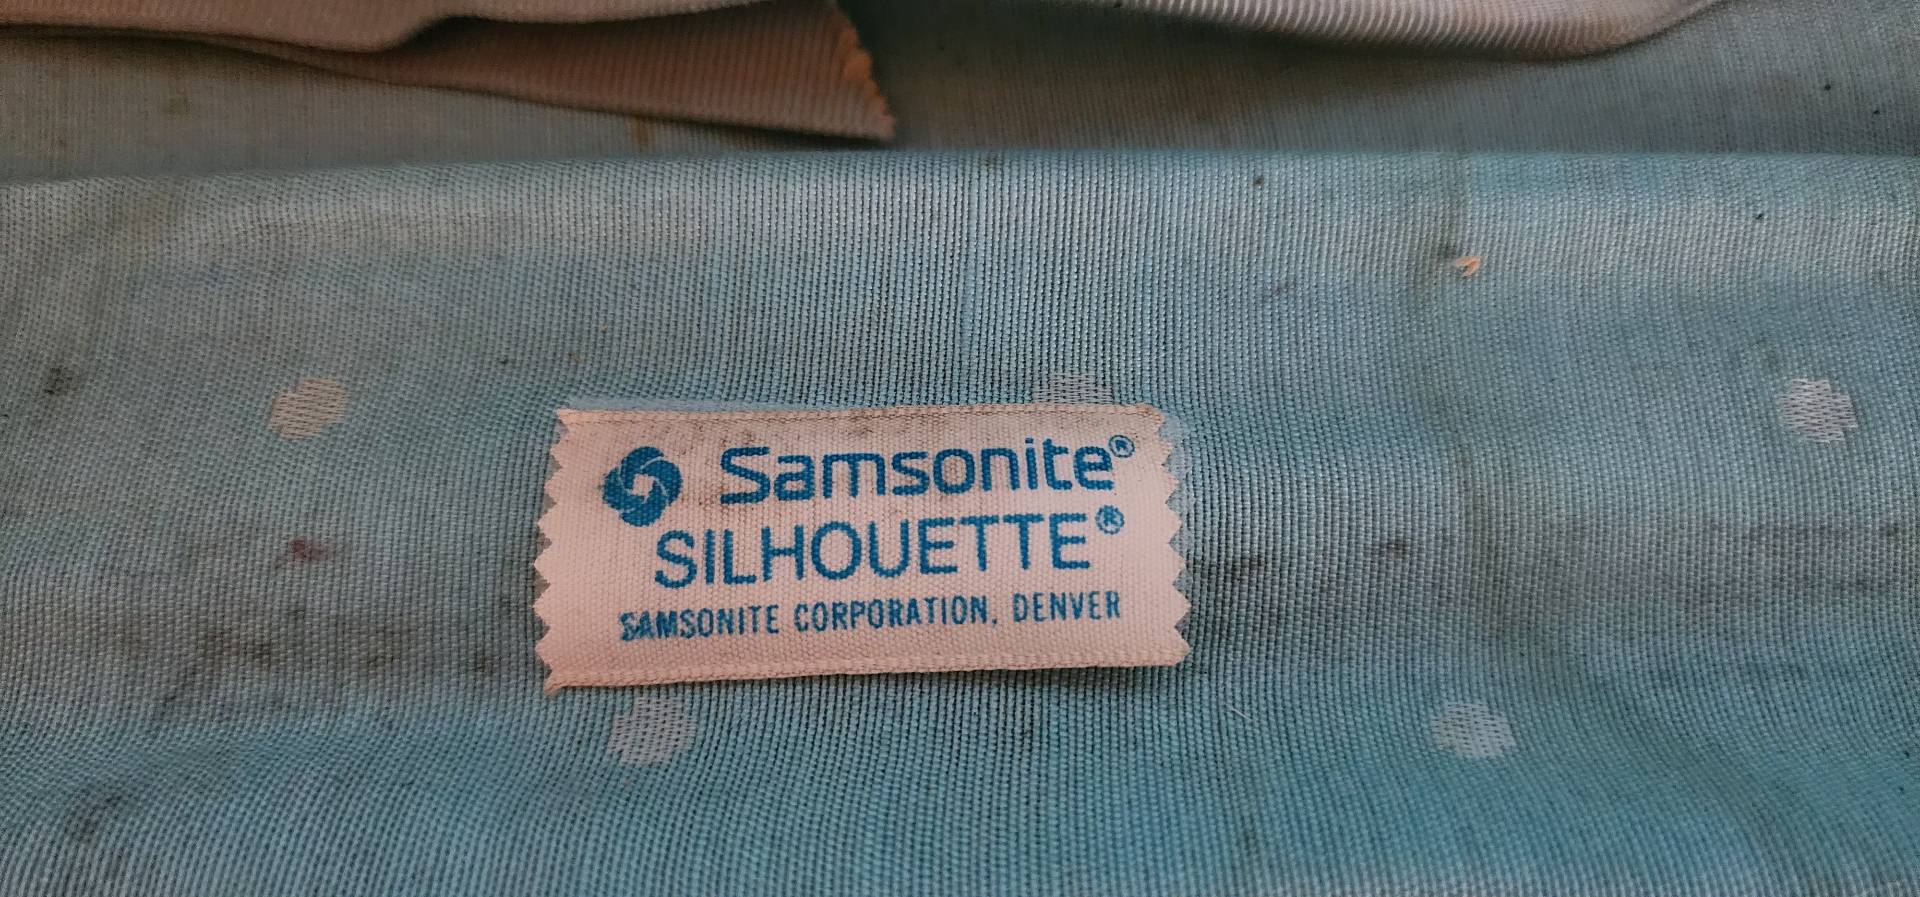 Samsonite®
SILHOUETTE®
SAMSONITE CORPORATION, DENVER